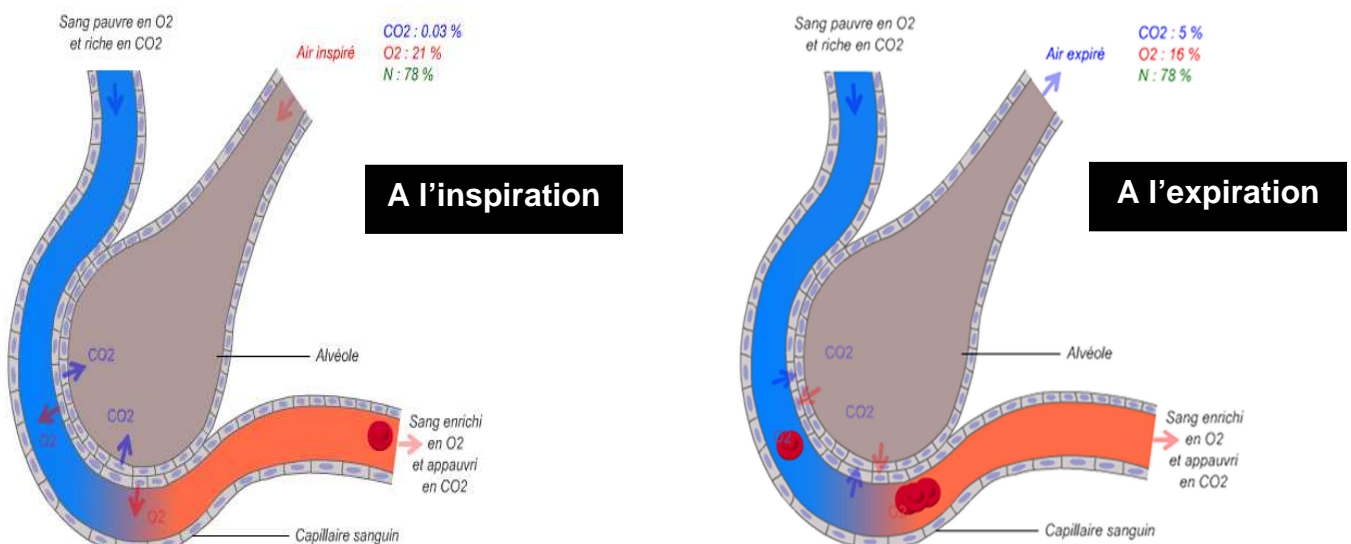 Sang pauvre en O2
et riche en CO2
Air inspiré
CO2 : 0.03 %
O2 : 21 %
N : 78 %
A l’inspiration
CO2
O2
CO2
O2
Alvéole
Sang enrichi
en O2
et appauvri
en CO2
Capillaire sanguin
Sang pauvre en O2
et riche en CO2
Air expiré
CO2 : 5 %
O2 : 16 %
N : 78 %
A l’expiration
CO2
CO2
O2
O2
Alvéole
Sang enrichi
en O2
et appauvri
en CO2
Capillaire sanguin